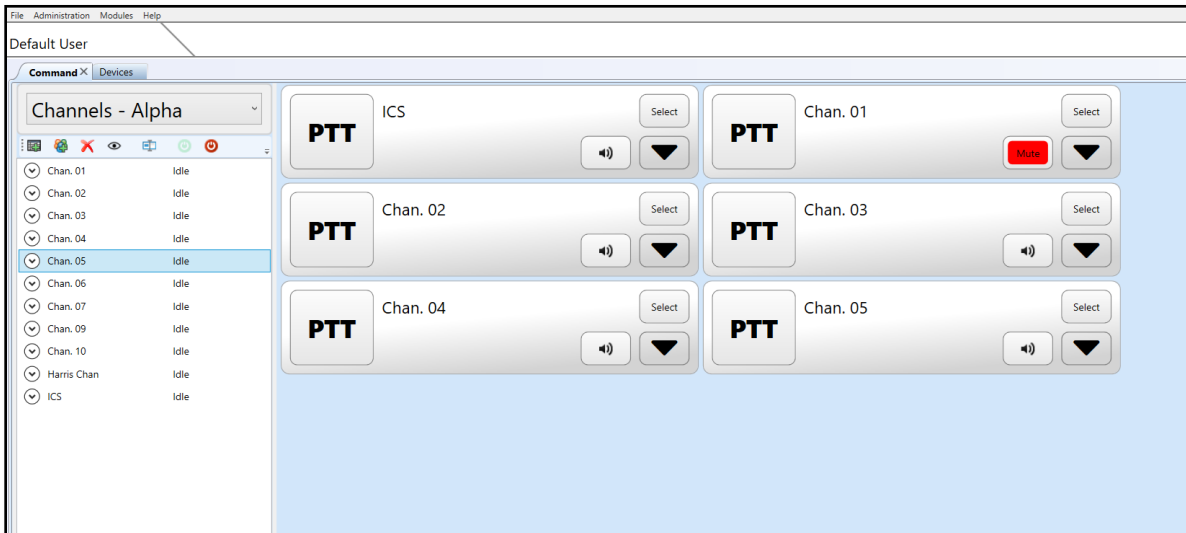 File Administration Modules Help
Default User
Command Devices
Channels - Alpha
Chan. 01 Idle
Chan. 02 Idle
Chan. 03 Idle
Chan. 04 Idle
Chan. 05 Idle
Chan. 06 Idle
Chan. 07 Idle
Chan. 09 Idle
Chan. 10 Idle
Harris Chan Idle
ICS Idle
PTT ICS Select
PTT Chan. 01 Select
Mute
PTT Chan. 02 Select
PTT Chan. 03 Select
PTT Chan. 04 Select
PTT Chan. 05 Select